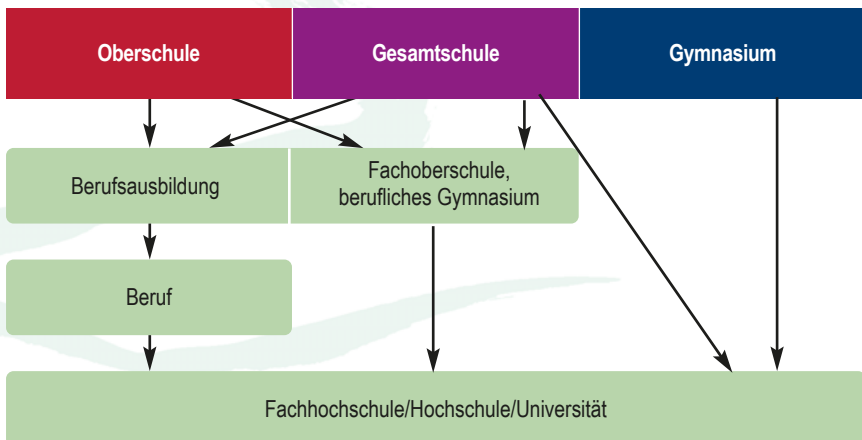 Oberschule
Gesamtschule
Gymnasium
Berufsausbildung
Fachoberschule,
berufliches Gymnasium
Beruf
Fachhochschule/Hochschule/Universität